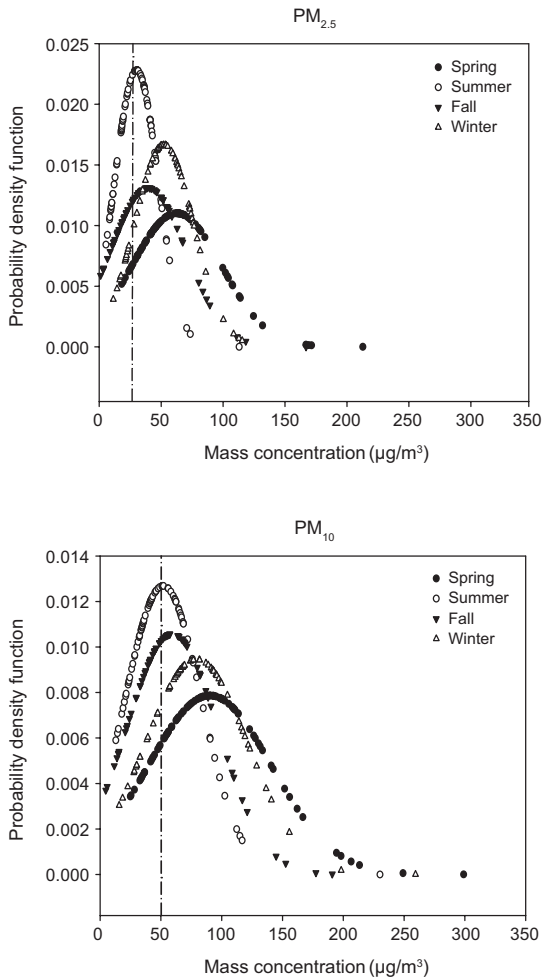 PM2.5
0.025
0.020
0.015
0.010
0.005
0.000
Probability density function
Spring
Summer
Fall
Winter
0 50 100 150 200 250 300 350
Mass concentration (µg/m³)
PM10
0.014
0.012
0.010
0.008
0.006
0.004
0.002
0.000
Probability density function
Spring
Summer
Fall
Winter
0 50 100 150 200 250 300 350
Mass concentration (µg/m³)